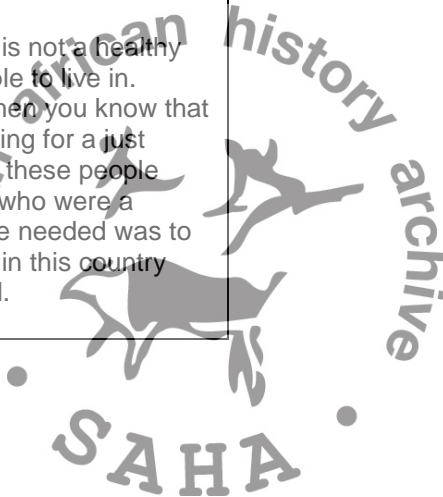 is not a healthy
ole to live in.
hen you know that
ing for a just
these people
who were a
e needed was to
in this country
l.
african history archive
SAHA